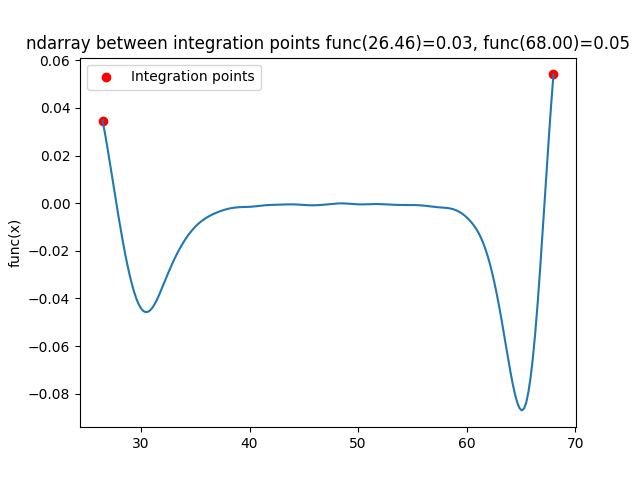 ndarray between integration points func(26.46)=0.03, func(68.00)=0.05
Integration points
0.06
0.04
0.02
0.00
−0.02
−0.04
−0.06
−0.08
func(x)
30 40 50 60 70